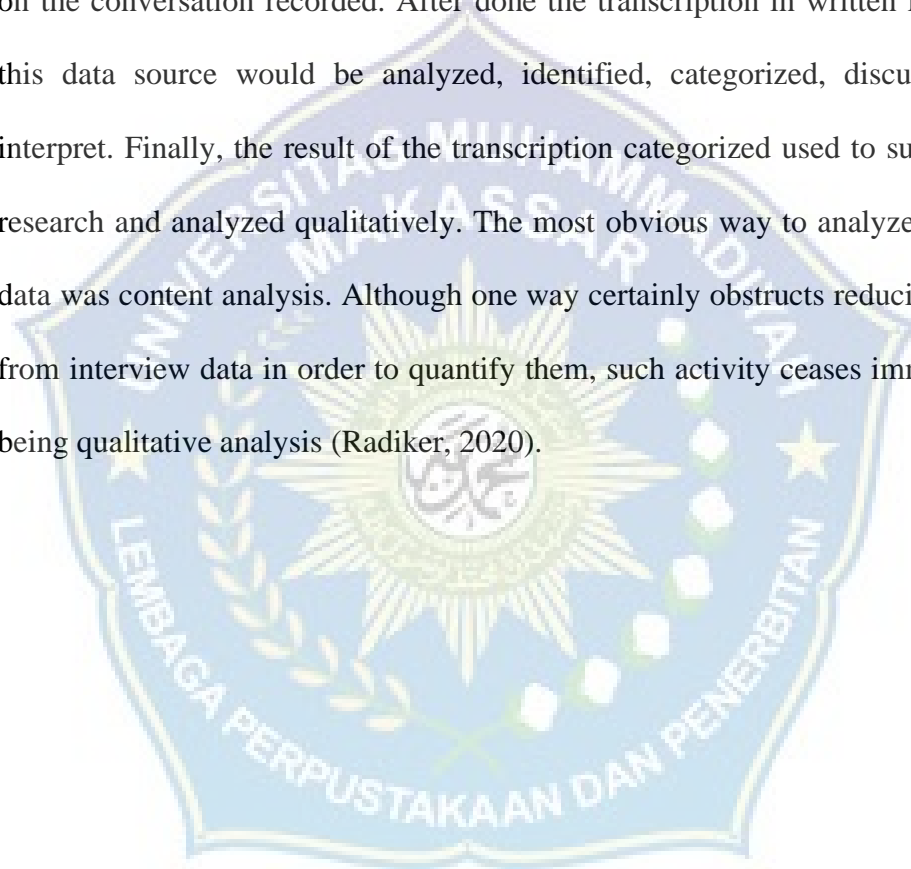 on the conversation recorded. After done the transcription in written
this data source would be analyzed, identified, categorized,
interpret. Finally, the result of the transcription categorized used to
research and analyzed qualitatively. The most obvious way to analyze
data was content analysis. Although one way certainly obstructs
from interview data in order to quantify them, such activity ceases
being qualitative analysis (Radiker, 2020).
UNIVERSITAS MUHAMMADIYAH
MAKASSAR
LEMBAGA PERPUSTAKAAN DAN PENERBITAN